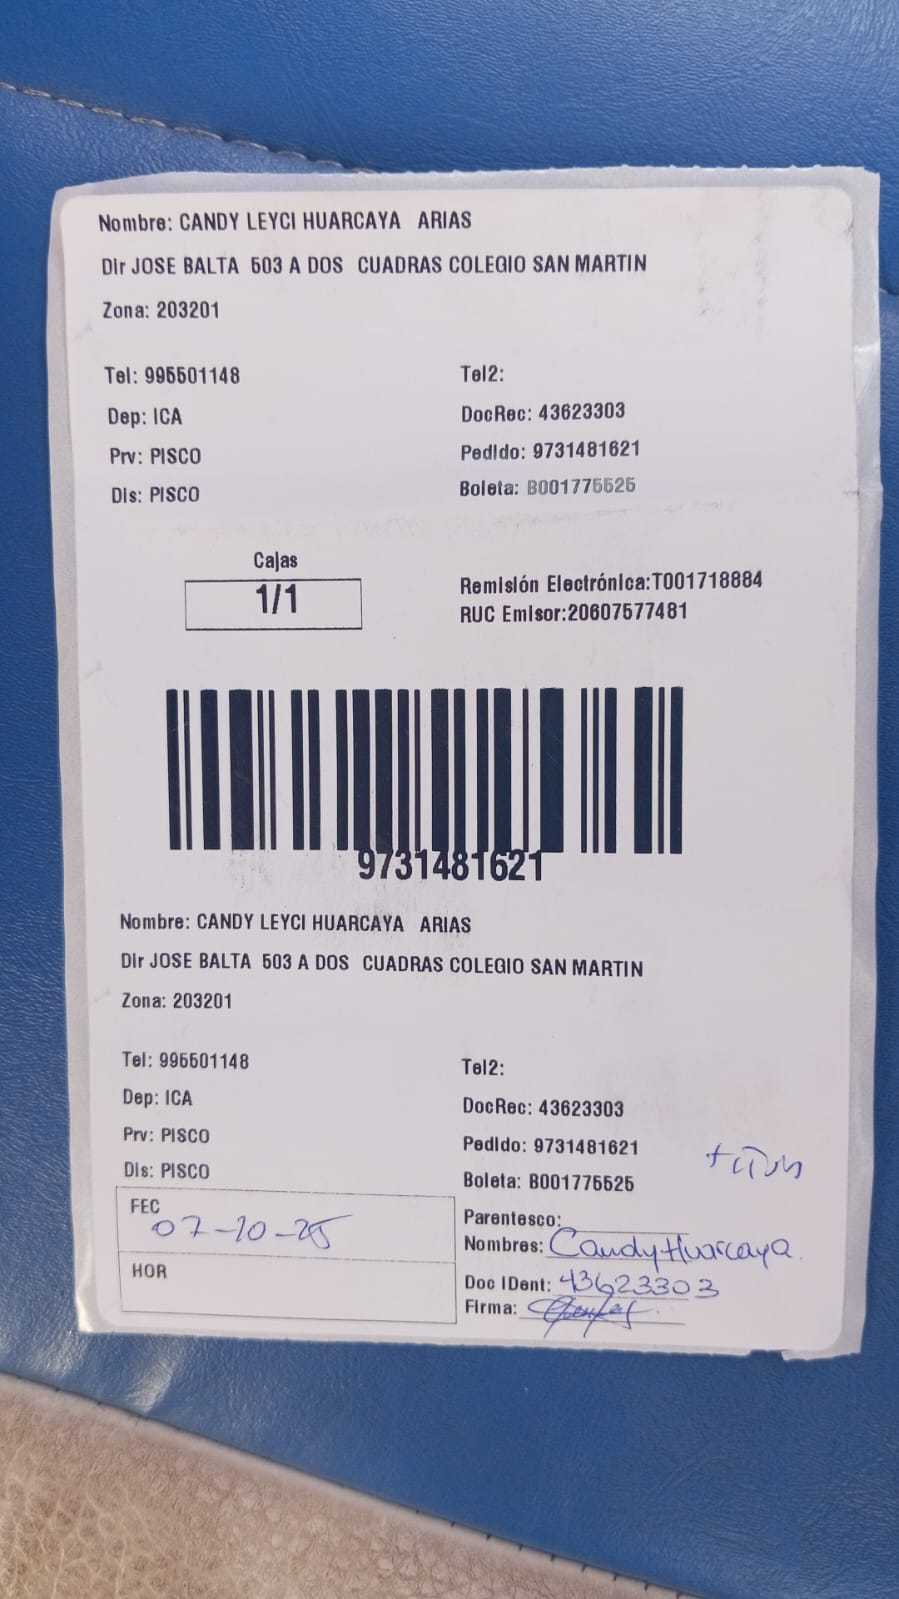 Nombre: CANDY LEYCI HUARCAYA ARIAS
Dir JOSE BALTA 503 A DOS CUADRAS COLEGIO SAN MARTIN
Zona: 203201
Tel: 995501148 Tel2:
Dep: ICA DocRec: 43623303
Prv: PISCO Pedido: 9731481621
Dis: PISCO Boleta: B001775525
Cajas
1/1
Remisión Electrónica:T001718884
RUC Emisor:20607577481
9731481621
Nombre: CANDY LEYCI HUARCAYA ARIAS
Dir JOSE BALTA 503 A DOS CUADRAS COLEGIO SAN MARTIN
Zona: 203201
Tel: 995501148 Tel2:
Dep: ICA DocRec: 43623303
Prv: PISCO Pedido: 9731481621
Dis: PISCO Boleta: B001775525
FEC 07-10-25
HOR
Parentesco:
Nombres: Candy Huarcaya
Doc IDent: 43623303
Firma: